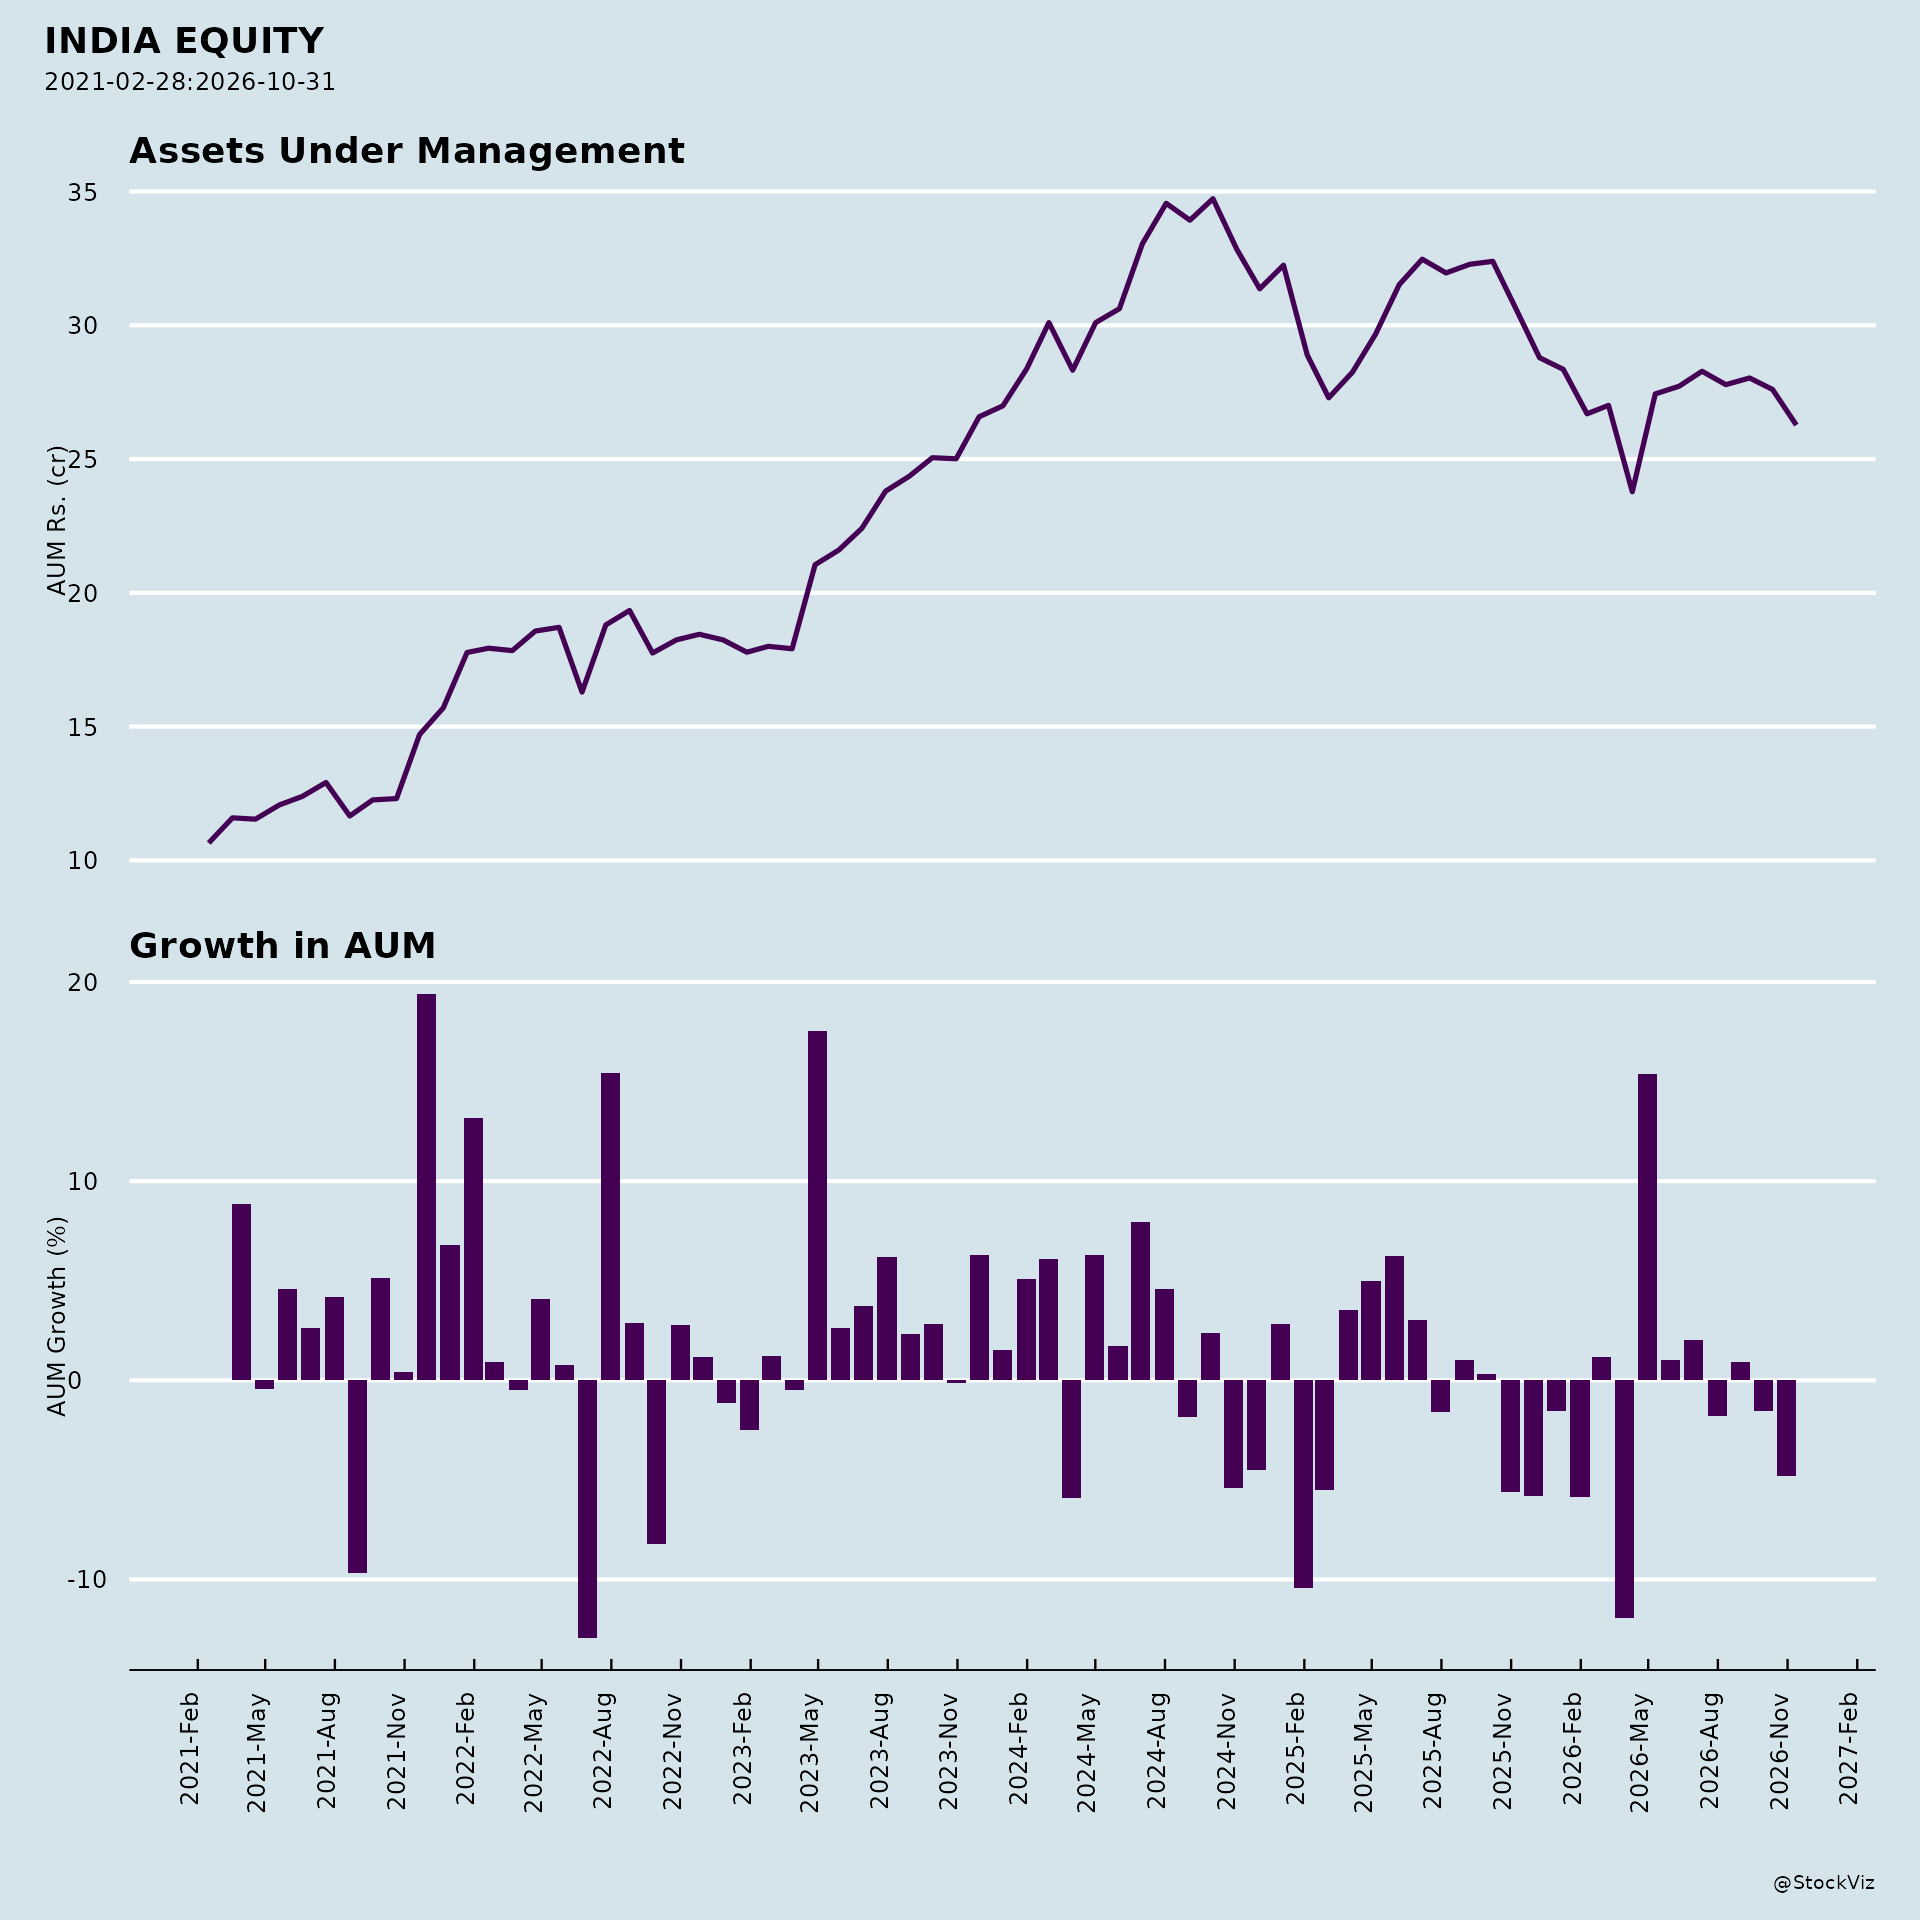 INDIA EQUITY
2021-02-28:2026-10-31
Assets Under Management
35
30
25
20
15
10
AUM Rs. (cr)
Growth in AUM
20
10
0
-10
AUM Growth (%)
2021-Feb
2021-May
2021-Aug
2021-Nov
2022-Feb
2022-May
2022-Aug
2022-Nov
2023-Feb
2023-May
2023-Aug
2023-Nov
2024-Feb
2024-May
2024-Aug
2024-Nov
2025-Feb
2025-May
2025-Aug
2025-Nov
2026-Feb
2026-May
2026-Aug
2026-Nov
2027-Feb
@StockViz